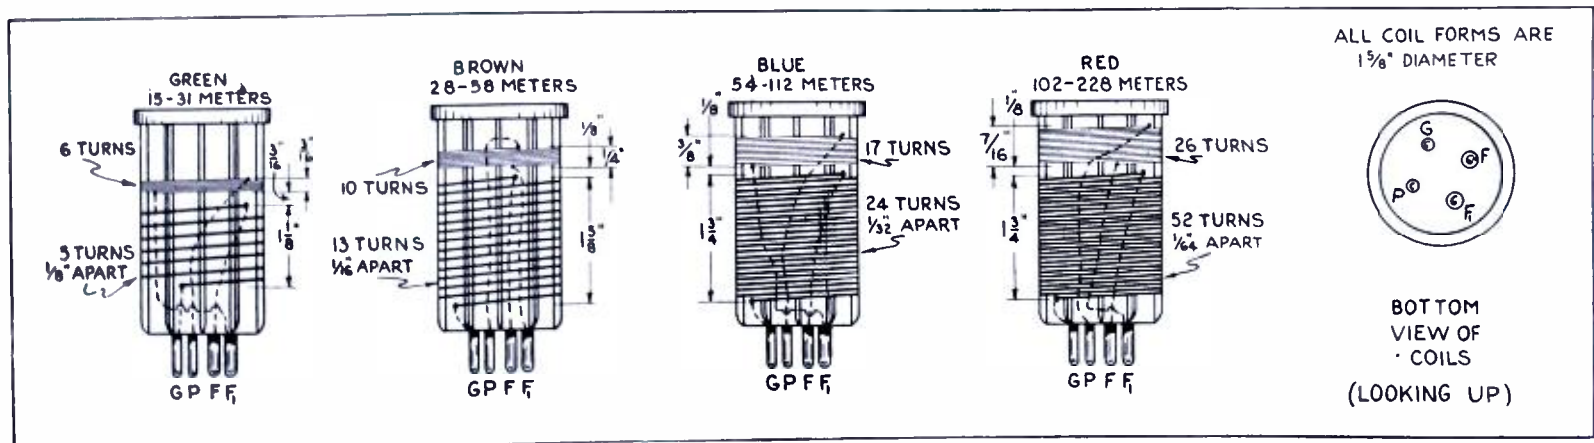 GREEN
15-31 METERS
6 TURNS
3/16"
3/16"
5 TURNS
1/8" APART
1 1/8"
G P F F1
BROWN
28-58 METERS
1/8"
1/4"
10 TURNS
13 TURNS
1/16" APART
1 5/8"
G P F F1
BLUE
54-112 METERS
1/8"
3/8"
17 TURNS
24 TURNS
1/32" APART
1 3/4"
G P F F1
RED
102-228 METERS
1/8"
7/16"
26 TURNS
52 TURNS
1/64" APART
1 3/4"
G P F F1
ALL COIL FORMS ARE
1 5/8" DIAMETER
G
F
P
F1
BOTTOM
VIEW OF
COILS
(LOOKING UP)